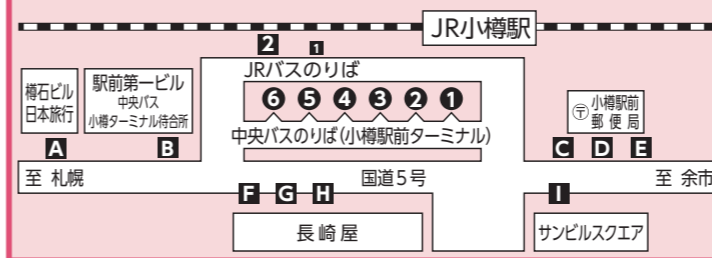 JR小樽駅
2 1
JRバスのりば
6 5 4 3 2 1
中央バスのりば(小樽駅前ターミナル)
樽石ビル
日本旅行
駅前第一ビル
中央バス
小樽ターミナル待合所
〒小樽駅前
郵便局
A B C D E
至 札幌 国道5号 至 余市
F G H I
長崎屋
サンビルスクエア